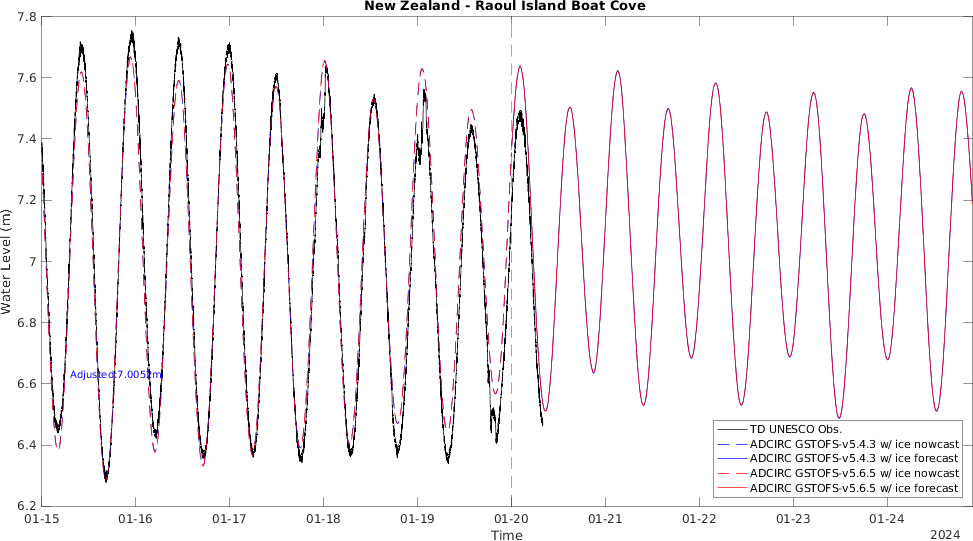 New Zealand - Raoul Island Boat Cove
7.8
7.6
7.4
7.2
7
6.8
6.6
6.4
6.2
Water Level (m)
Adjusted:7.0052m
TD UNESCO Obs.
ADCIRC GSTOFS-v5.4.3 w/ ice nowcast
ADCIRC GSTOFS-v5.4.3 w/ ice forecast
ADCIRC GSTOFS-v5.6.5 w/ ice nowcast
ADCIRC GSTOFS-v5.6.5 w/ ice forecast
01-15 01-16 01-17 01-18 01-19 01-20 01-21 01-22 01-23 01-24
Time
2024